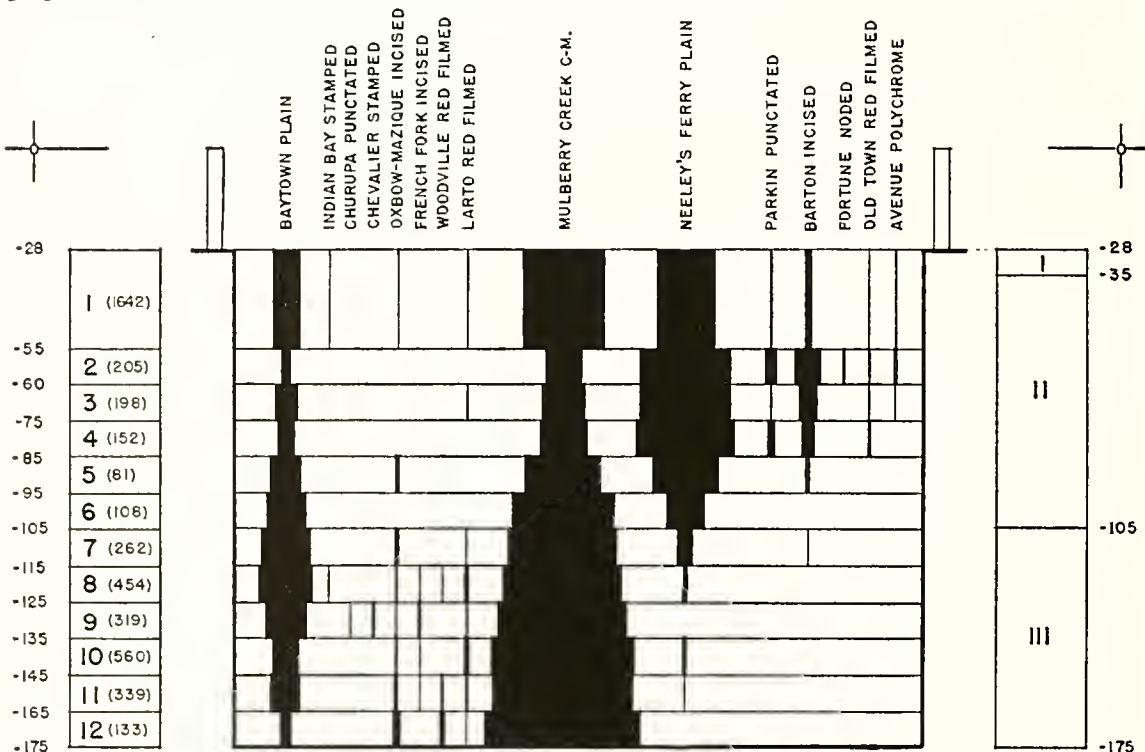 BAYTOWN PLAIN
INDIAN BAY STAMPED
CHURUPA PUNCTATED
CHEVALIER STAMPED
OXBOW-MAZIQUE INCISED
FRENCH FORK INCISED
WOODVILLE RED FILMED
LARTO RED FILMED
MULBERRY CREEK C-M.
NEELEY'S FERRY PLAIN
PARKIN PUNCTATED
BARTON INCISED
FORTUNE NODED
OLD TOWN RED FILMED
AVENUE POLYCHROME
-28
1 (1642)
-55
2 (205)
-60
3 (198)
-75
4 (152)
-85
5 (81)
-95
6 (108)
-105
7 (262)
-115
8 (454)
-125
9 (319)
-135
10 (560)
-145
11 (339)
-165
12 (133)
-175
-28
I
-35
II
-105
III
-175